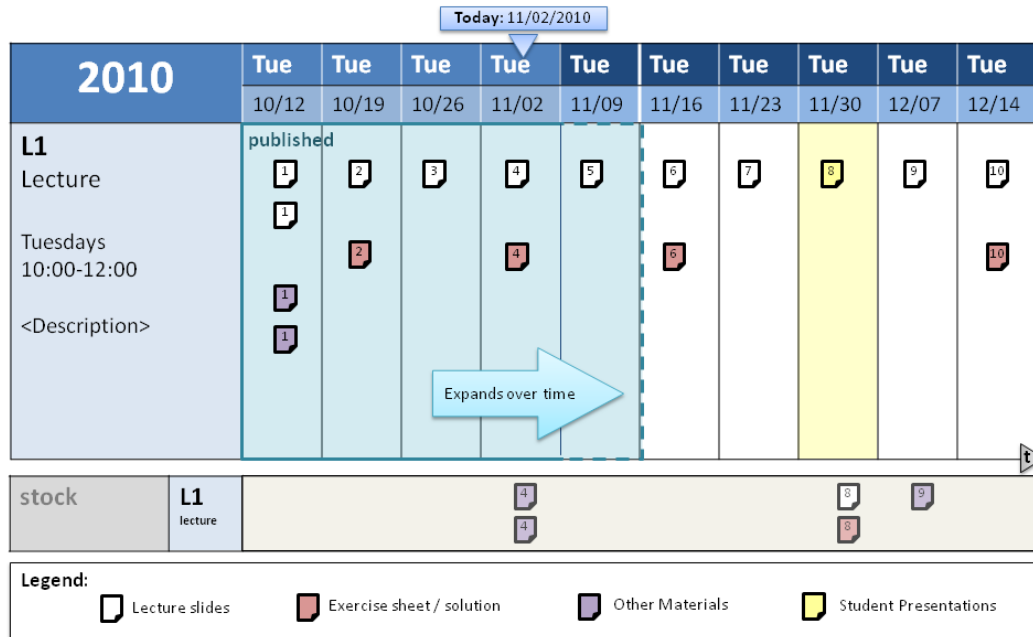 Today: 11/02/2010
2010
Tue Tue Tue Tue Tue Tue Tue Tue Tue Tue
10/12 10/19 10/26 11/02 11/09 11/16 11/23 11/30 12/07 12/14
published
L1
Lecture
1 2 3 4 5 6 7 8 9 10
1
Tuesdays
10:00-12:00
2 4 6 10
1
<Description>
1
Expands over time
t
stock
L1
lecture
4 8 9
4 8
Legend:
Lecture slides Exercise sheet / solution Other Materials Student Presentations